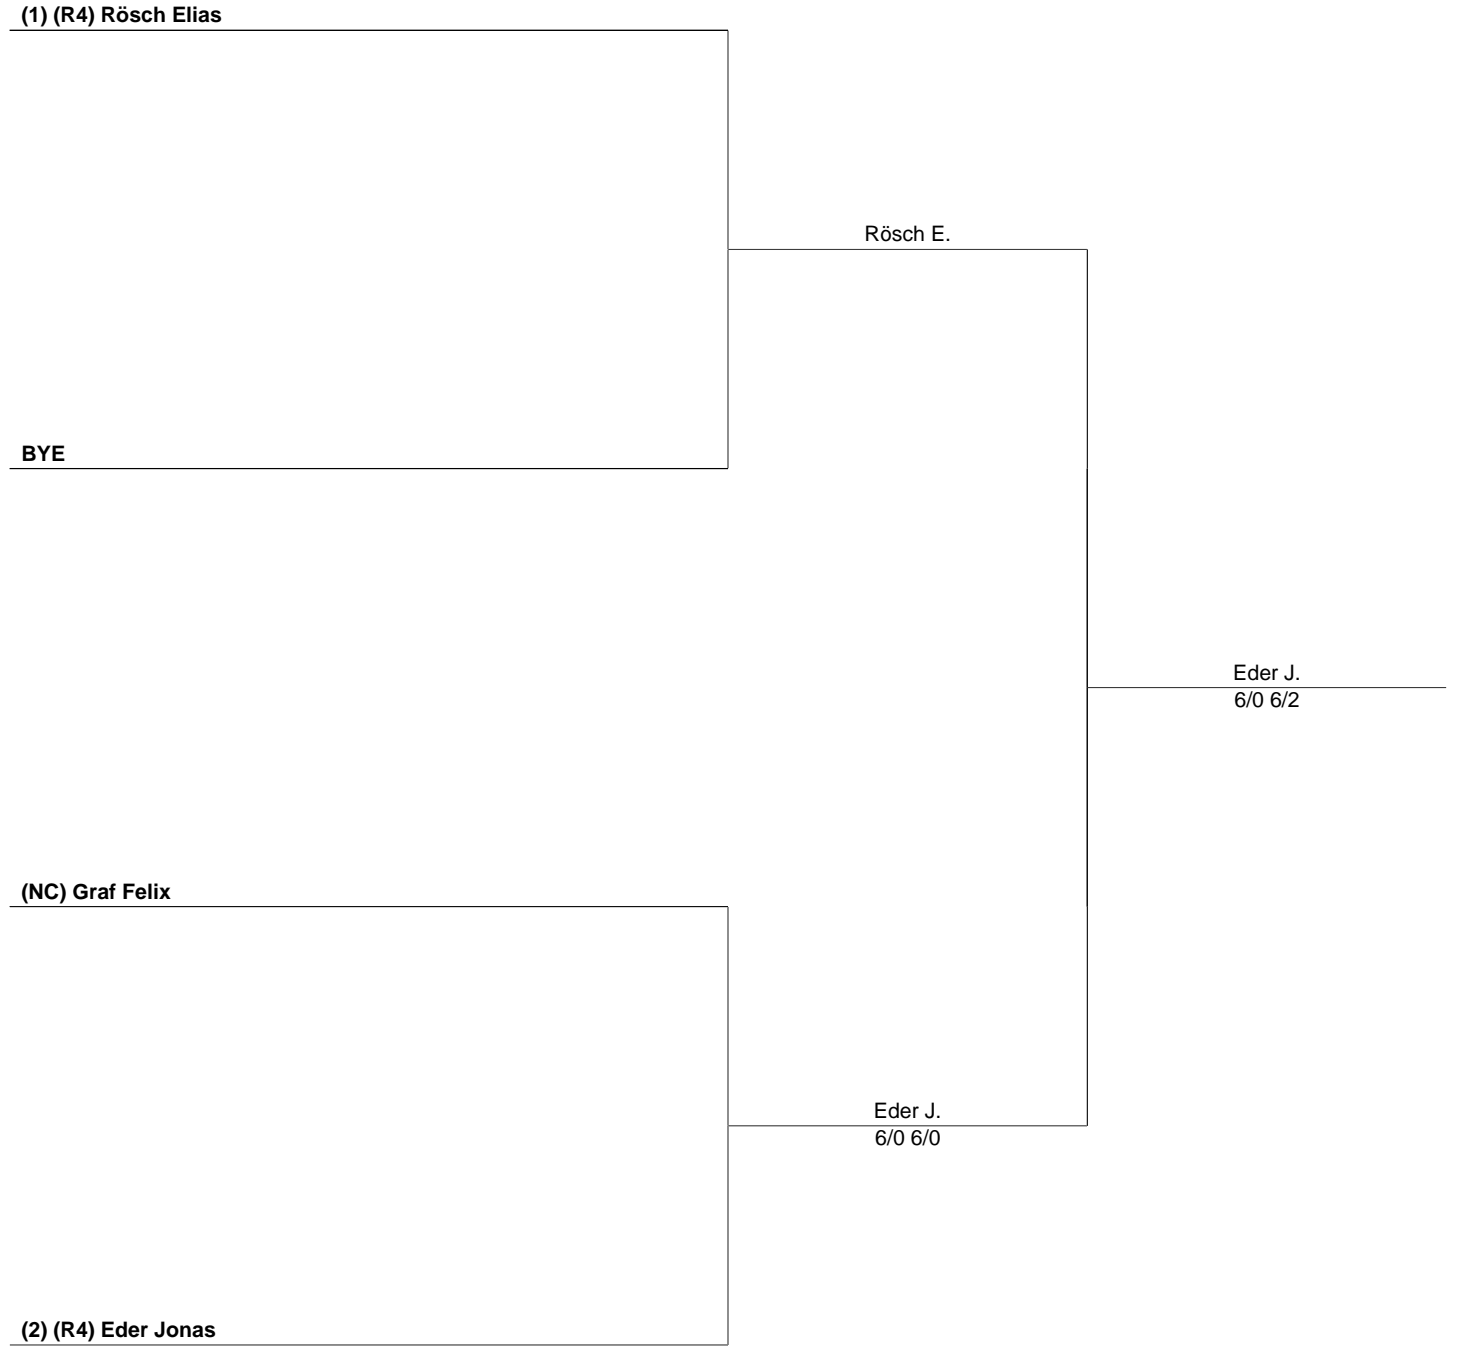 (1) (R4) Rösch Elias
Rösch E.
BYE
Eder J.
6/0 6/2
(NC) Graf Felix
Eder J.
6/0 6/0
(2) (R4) Eder Jonas